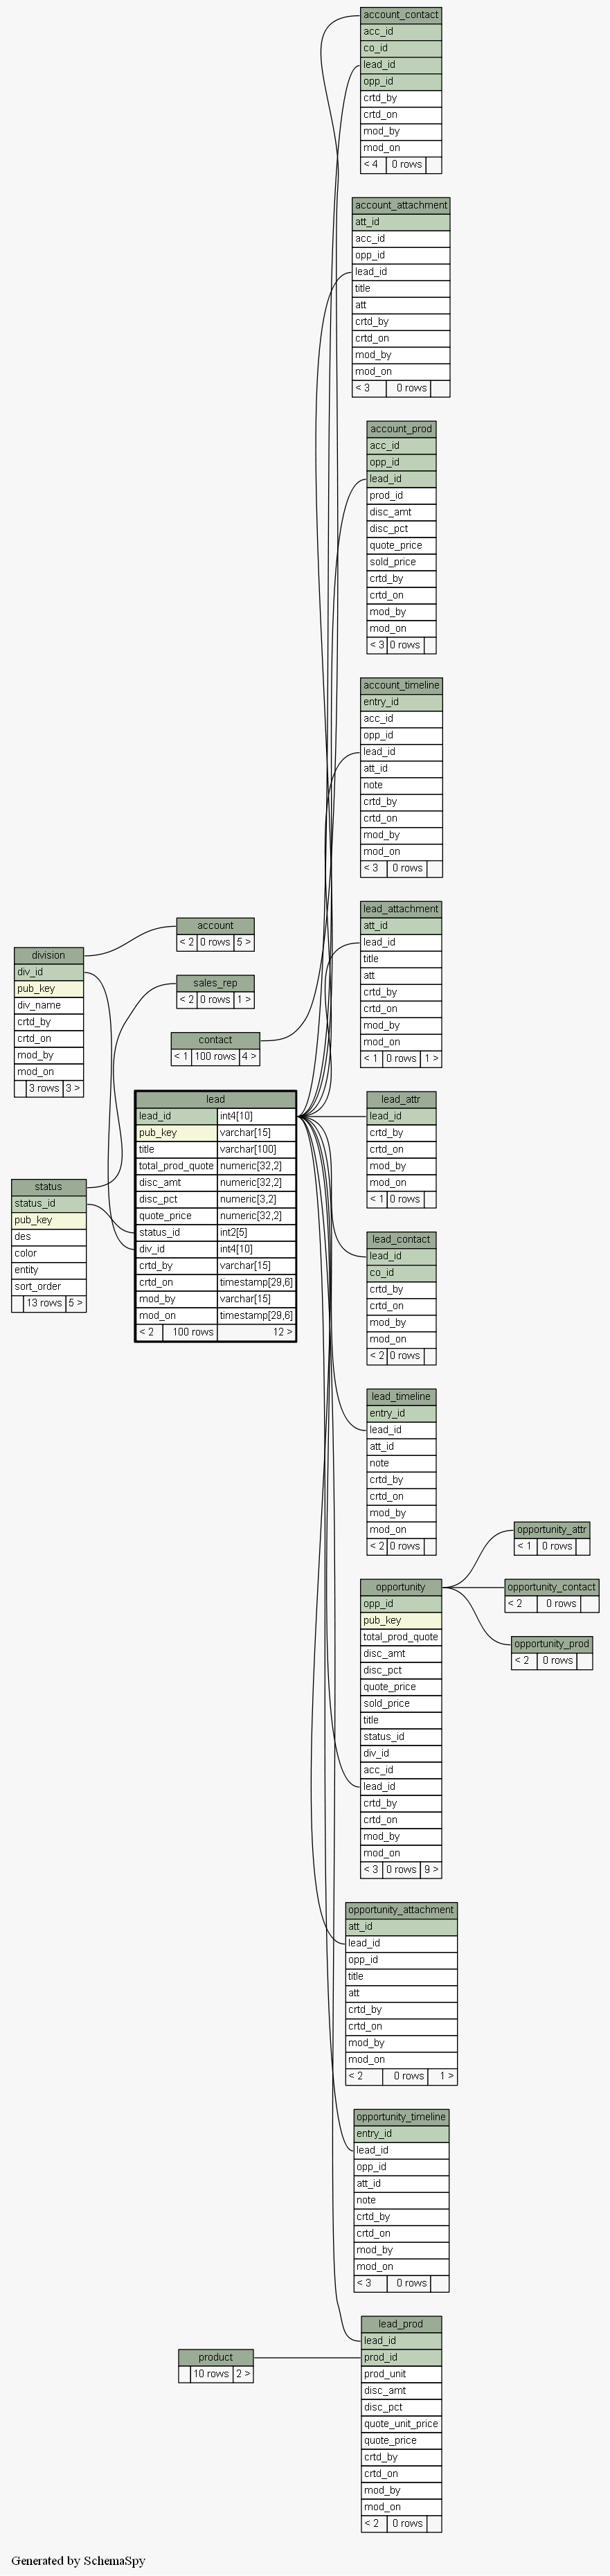 account_contact
acc_id
co_id
lead_id
opp_id
crtd_by
crtd_on
mod_by
mod_on
< 4 0 rows
account_attachment
att_id
acc_id
opp_id
lead_id
title
att
crtd_by
crtd_on
mod_by
mod_on
< 3 0 rows
account_prod
acc_id
opp_id
lead_id
prod_id
disc_amt
disc_pct
quote_price
sold_price
crtd_by
crtd_on
mod_by
mod_on
< 3 0 rows
account_timeline
entry_id
acc_id
opp_id
lead_id
att_id
note
crtd_by
crtd_on
mod_by
mod_on
< 3 0 rows
account
< 2 0 rows 5 >
division
div_id
pub_key
div_name
crtd_by
crtd_on
mod_by
mod_on
3 rows 3 >
sales_rep
< 2 0 rows 1 >
contact
< 1 100 rows 4 >
lead_attachment
att_id
lead_id
title
att
crtd_by
crtd_on
mod_by
mod_on
< 1 0 rows 1 >
lead
lead_id int4[10]
pub_key varchar[15]
title varchar[100]
total_prod_quote numeric[32,2]
disc_amt numeric[32,2]
disc_pct numeric[3,2]
quote_price numeric[32,2]
status_id int2[5]
div_id int4[10]
crtd_by varchar[15]
crtd_on timestamp[29,6]
mod_by varchar[15]
mod_on timestamp[29,6]
< 2 100 rows 12 >
status
status_id
pub_key
des
color
entity
sort_order
13 rows 5 >
lead_attr
lead_id
crtd_by
crtd_on
mod_by
mod_on
< 1 0 rows
lead_contact
lead_id
co_id
crtd_by
crtd_on
mod_by
mod_on
< 2 0 rows
lead_timeline
entry_id
lead_id
att_id
note
crtd_by
crtd_on
mod_by
mod_on
< 2 0 rows
opportunity_attr
< 1 0 rows
opportunity_contact
< 2 0 rows
opportunity_prod
< 2 0 rows
opportunity
opp_id
pub_key
total_prod_quote
disc_amt
disc_pct
quote_price
sold_price
title
status_id
div_id
acc_id
lead_id
crtd_by
crtd_on
mod_by
mod_on
< 3 0 rows 9 >
opportunity_attachment
att_id
lead_id
opp_id
title
att
crtd_by
crtd_on
mod_by
mod_on
< 2 0 rows 1 >
opportunity_timeline
entry_id
lead_id
opp_id
att_id
note
crtd_by
crtd_on
mod_by
mod_on
< 3 0 rows
product
10 rows 2 >
lead_prod
lead_id
prod_id
prod_unit
disc_amt
disc_pct
quote_unit_price
quote_price
crtd_by
crtd_on
mod_by
mod_on
< 2 0 rows
Generated by SchemaSpy